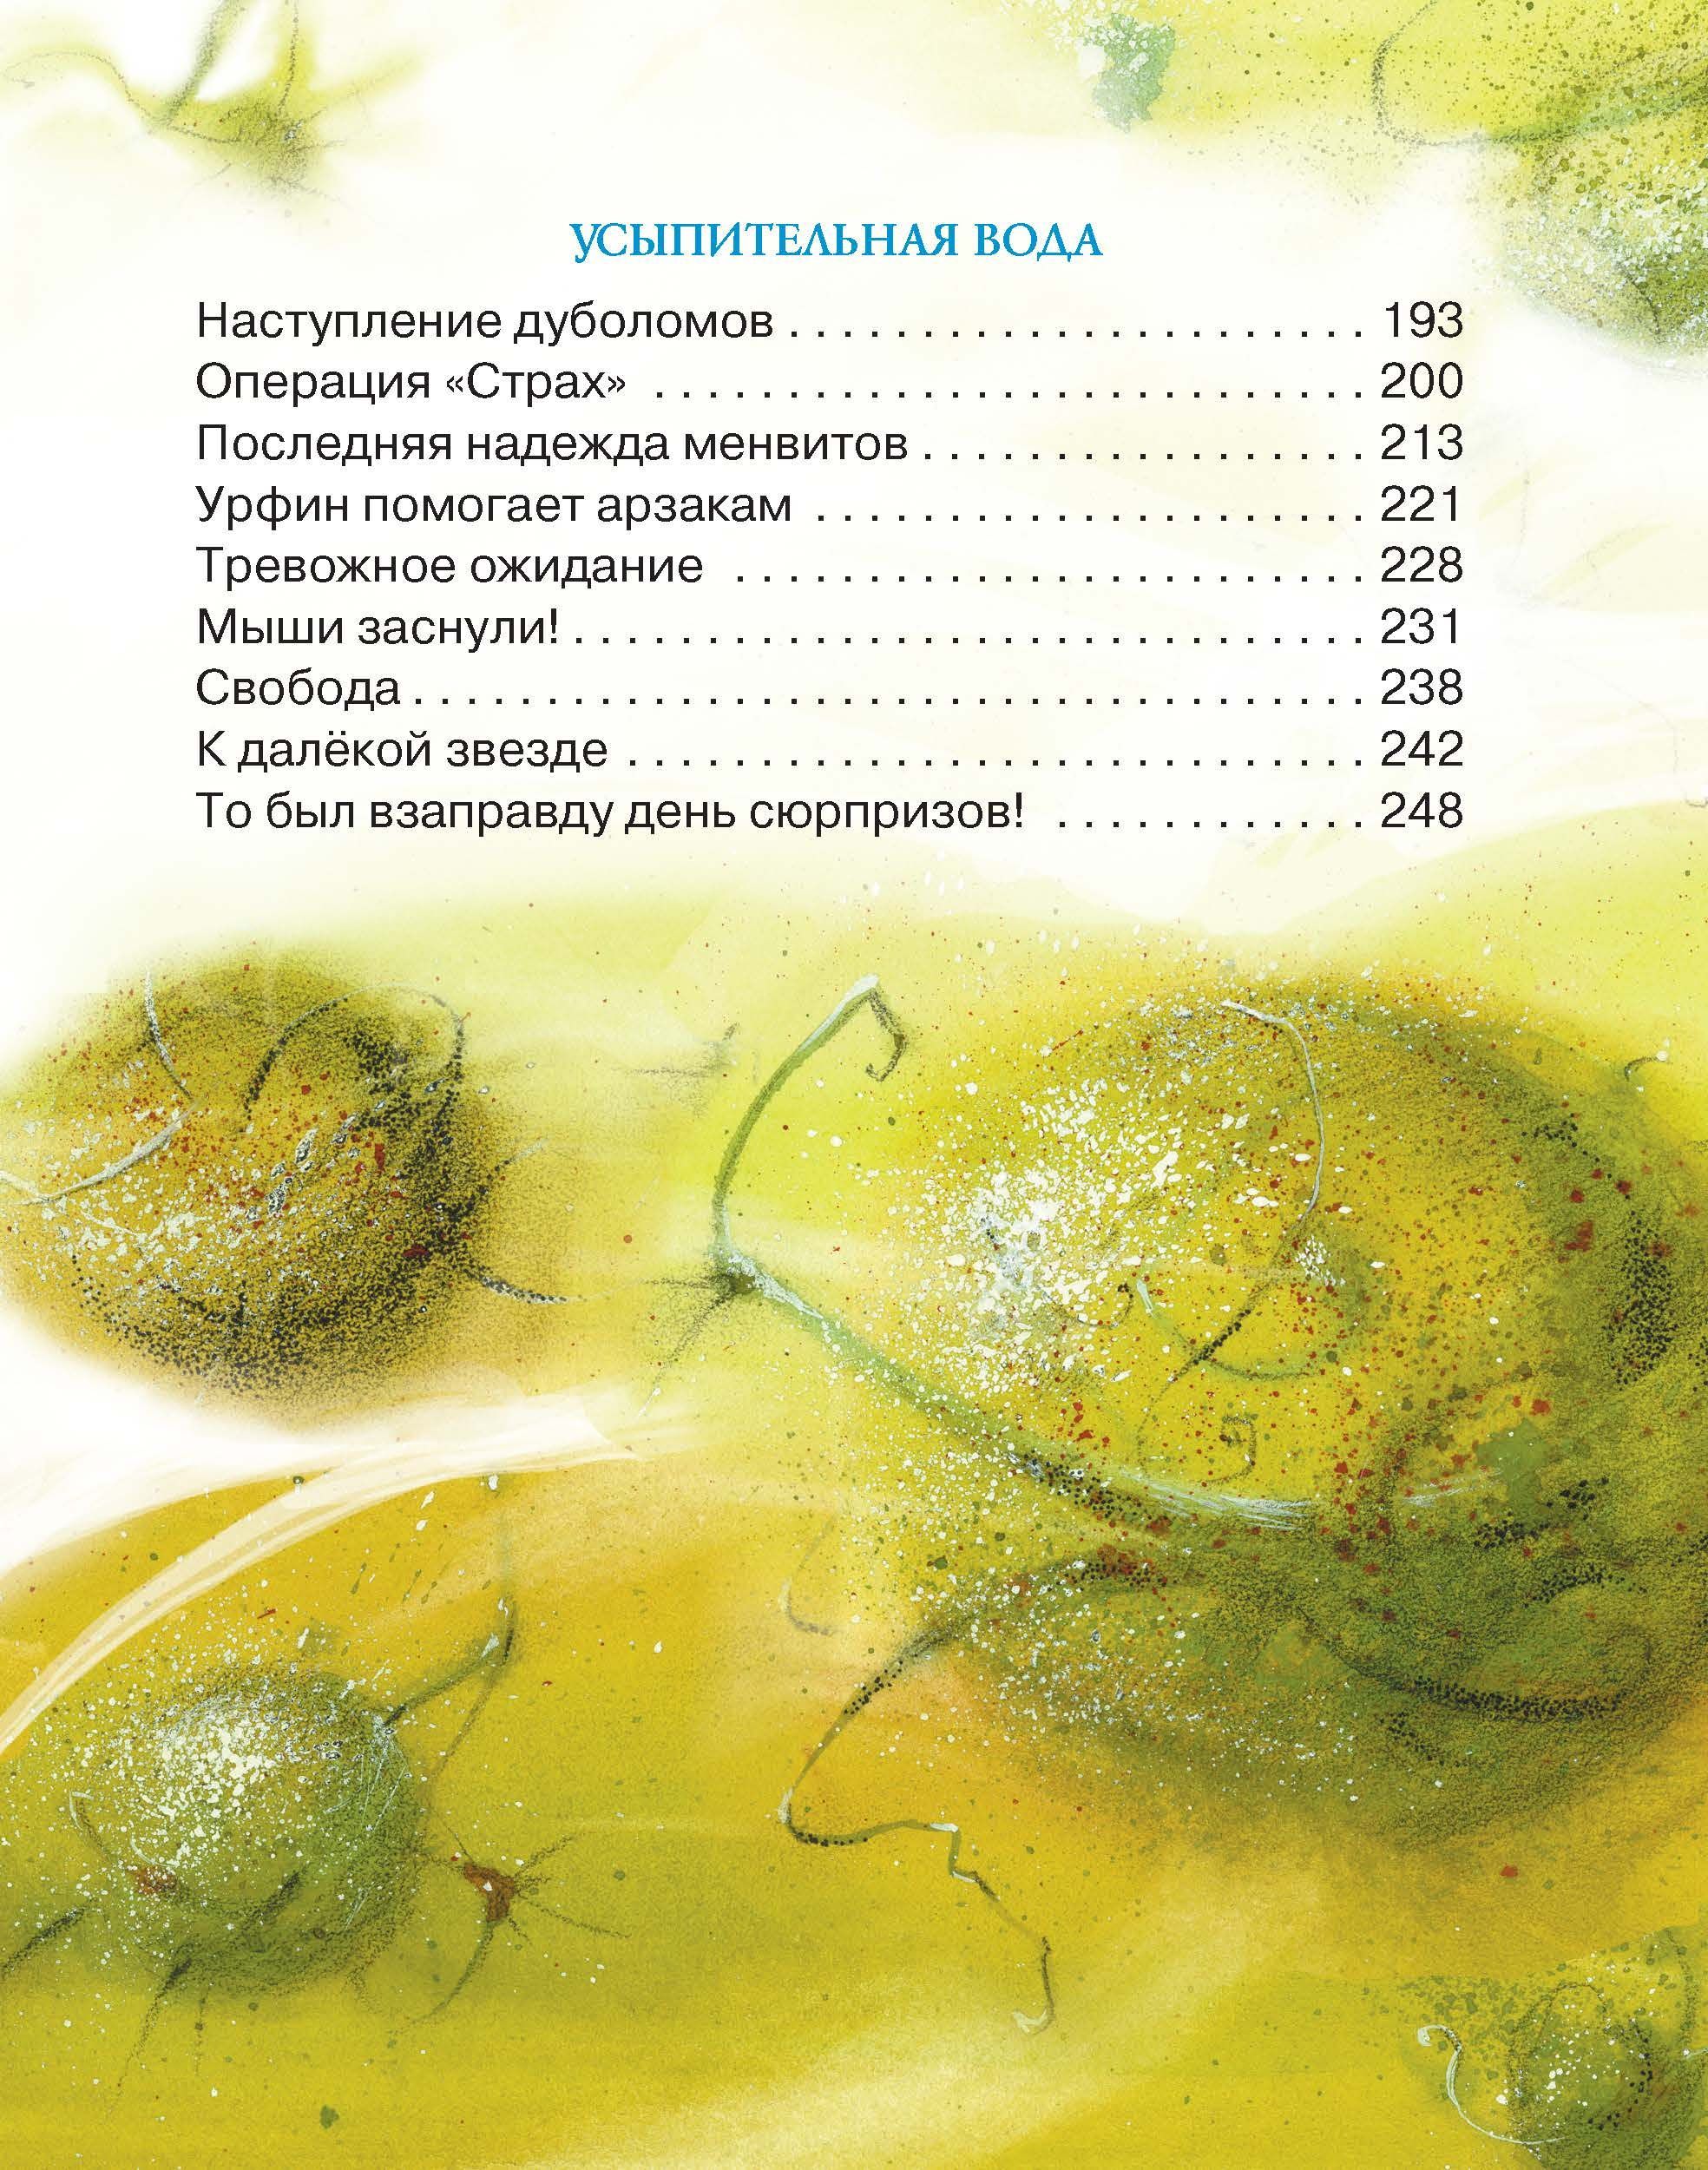 УСЫПИТЕЛЬНАЯ ВОДА
Наступление дуболомов . . . . . . . . . . . . . . . . . . . . . . 193
Операция «Страх» . . . . . . . . . . . . . . . . . . . . . . . . . . . 200
Последняя надежда менвитов . . . . . . . . . . . . . . . . . 213
Урфин помогает арзакам . . . . . . . . . . . . . . . . . . . . . 221
Тревожное ожидание . . . . . . . . . . . . . . . . . . . . . . . . 228
Мыши заснули! . . . . . . . . . . . . . . . . . . . . . . . . . . . . . . 231
Свобода . . . . . . . . . . . . . . . . . . . . . . . . . . . . . . . . . . . . 238
К далёкой звезде . . . . . . . . . . . . . . . . . . . . . . . . . . . . 242
То был взаправду день сюрпризов! . . . . . . . . . . . . 248